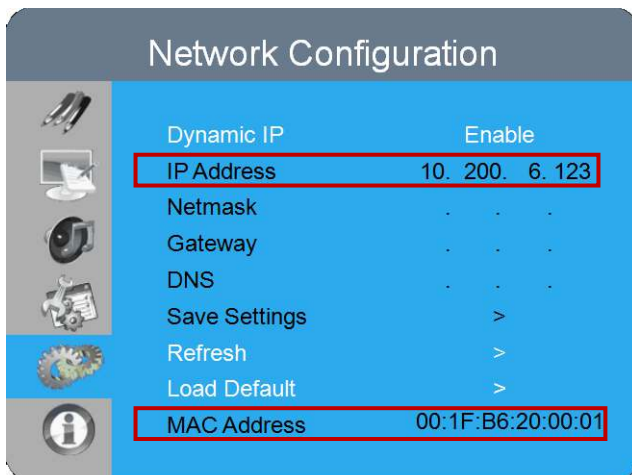 Network Configuration
Dynamic IP Enable
IP Address 10. 200. 6. 123
Netmask . . .
Gateway . . .
DNS . . .
Save Settings >
Refresh >
Load Default >
MAC Address 00:1F:B6:20:00:01